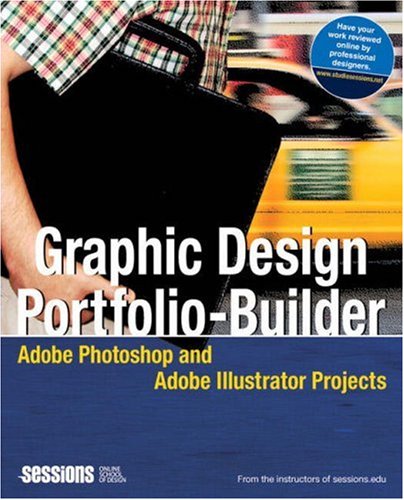 Have your
work reviewed
online by
professional
designers.
www.studiosessions.net
Graphic Design
Portfolio-Builder
Adobe Photoshop and
Adobe Illustrator Projects
sessions
ONLINE
SCHOOL
OF DESIGN
From the instructors of sessions.edu